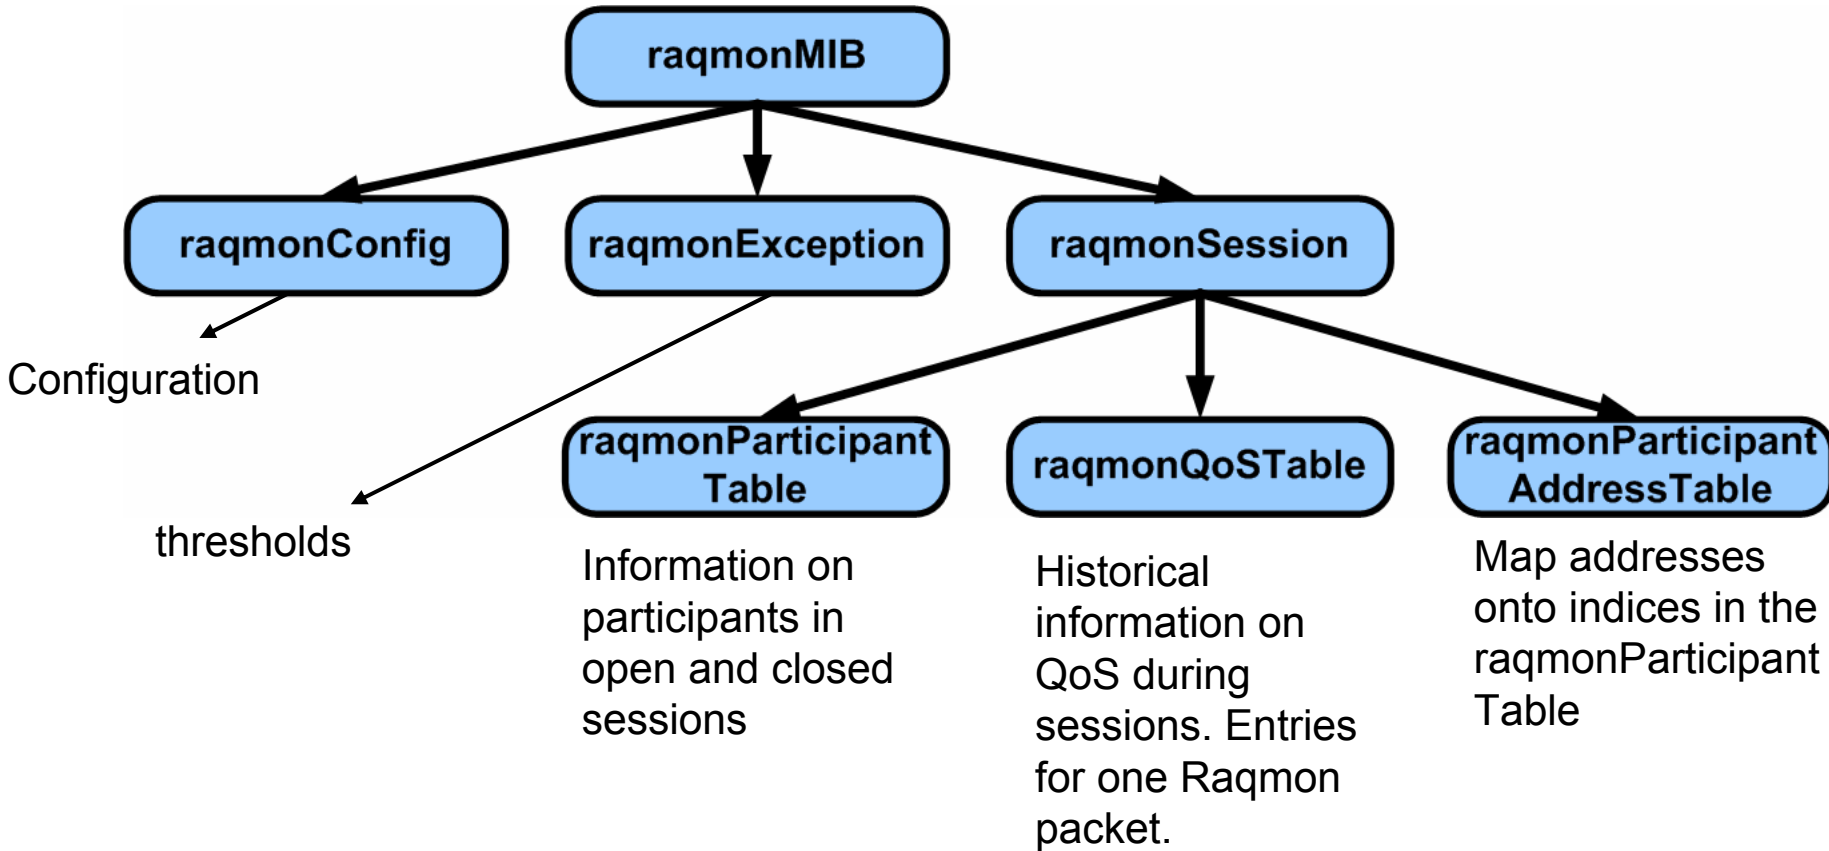 raqmonMIB
raqmonConfig
raqmonException
raqmonSession
Configuration
thresholds
raqmonParticipant
Table
raqmonQoSTable
raqmonParticipant
AddressTable
Information on
participants in
open and closed
sessions
Historical
information on
QoS during
sessions. Entries
for one Raqmon
packet.
Map addresses
onto indices in the
raqmonParticipant
Table